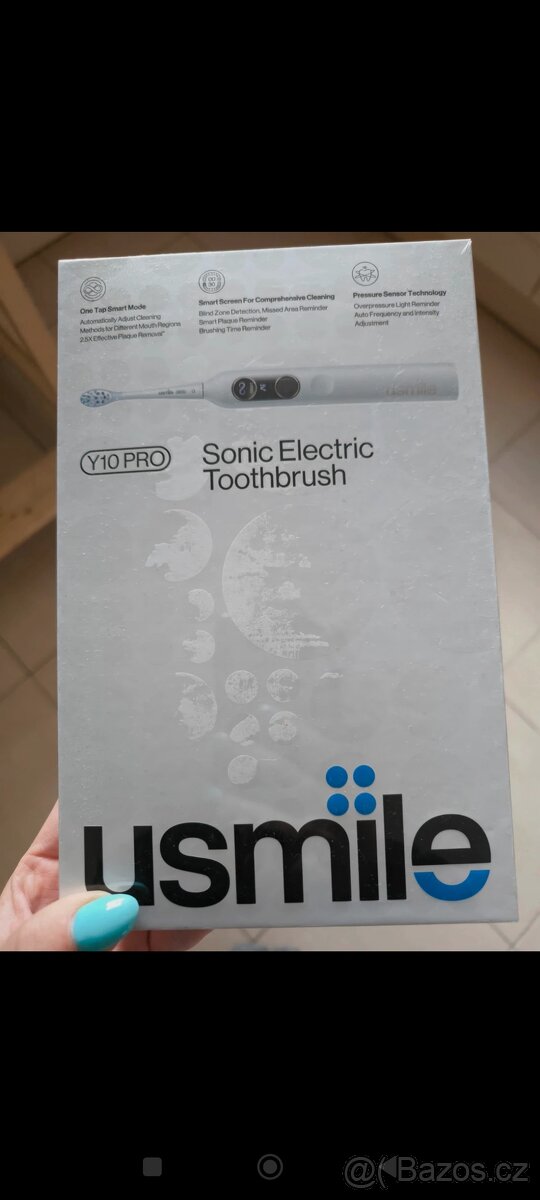 One Tap Smart Mode
Automatically Adjust Cleaning
Methods for Different Mouth Regions
2.5X Effective Plaque Removal*
Smart Screen For Comprehensive Cleaning
Blind Zone Detection, Missed Area Reminder
Smart Plaque Reminder
Brushing Time Reminder
Pressure Sensor Technology
Overpressure Light Reminder
Auto Frequency and Intensity
Adjustment
usmile
Y10 PRO
Sonic Electric
Toothbrush
usmile
@Bazoš.cz